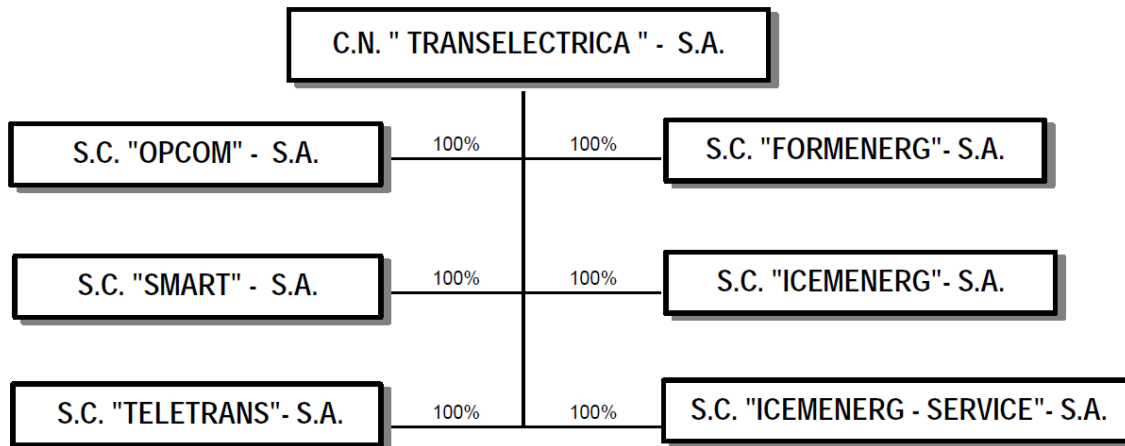 C.N. " TRANSELECTRICA " - S.A.
S.C. "OPCOM" - S.A.
100%
100%
S.C. "FORMENERG"- S.A.
S.C. "SMART" - S.A.
100%
100%
S.C. "ICEMENERG"- S.A.
S.C. "TELETRANS"- S.A.
100%
100%
S.C. "ICEMENERG - SERVICE"- S.A.